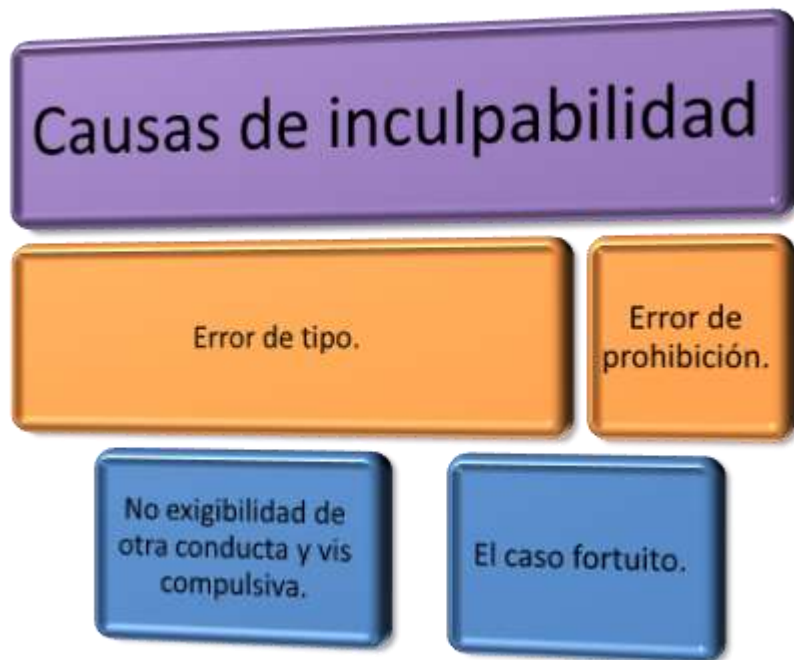 Causas de inculpabilidad
Error de tipo.
Error de
prohibición.
No exigibilidad de
otra conducta y vis
compulsiva.
El caso fortuito.